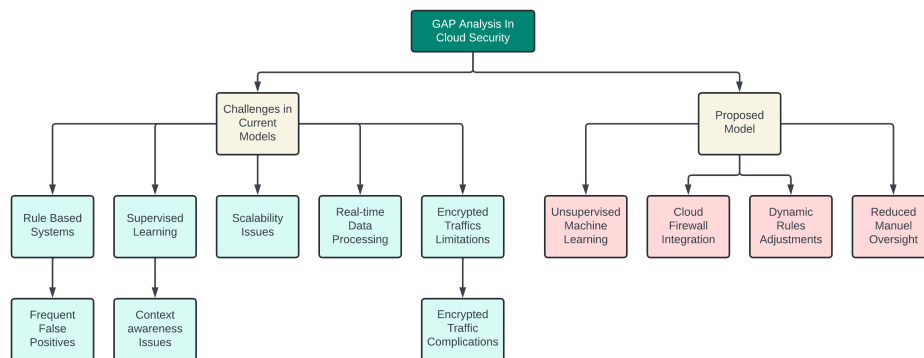 GAP Analysis In
Cloud Security
Challenges in
Current
Models
Proposed
Model
Rule Based
Systems
Supervised
Learning
Scalability
Issues
Real-time
Data
Processing
Encrypted
Traffics
Limitations
Unsupervised
Machine
Learning
Cloud
Firewall
Integration
Dynamic
Rules
Adjustments
Reduced
Manuel
Oversight
Frequent
False
Positives
Context
awareness
Issues
Encrypted
Traffic
Complications